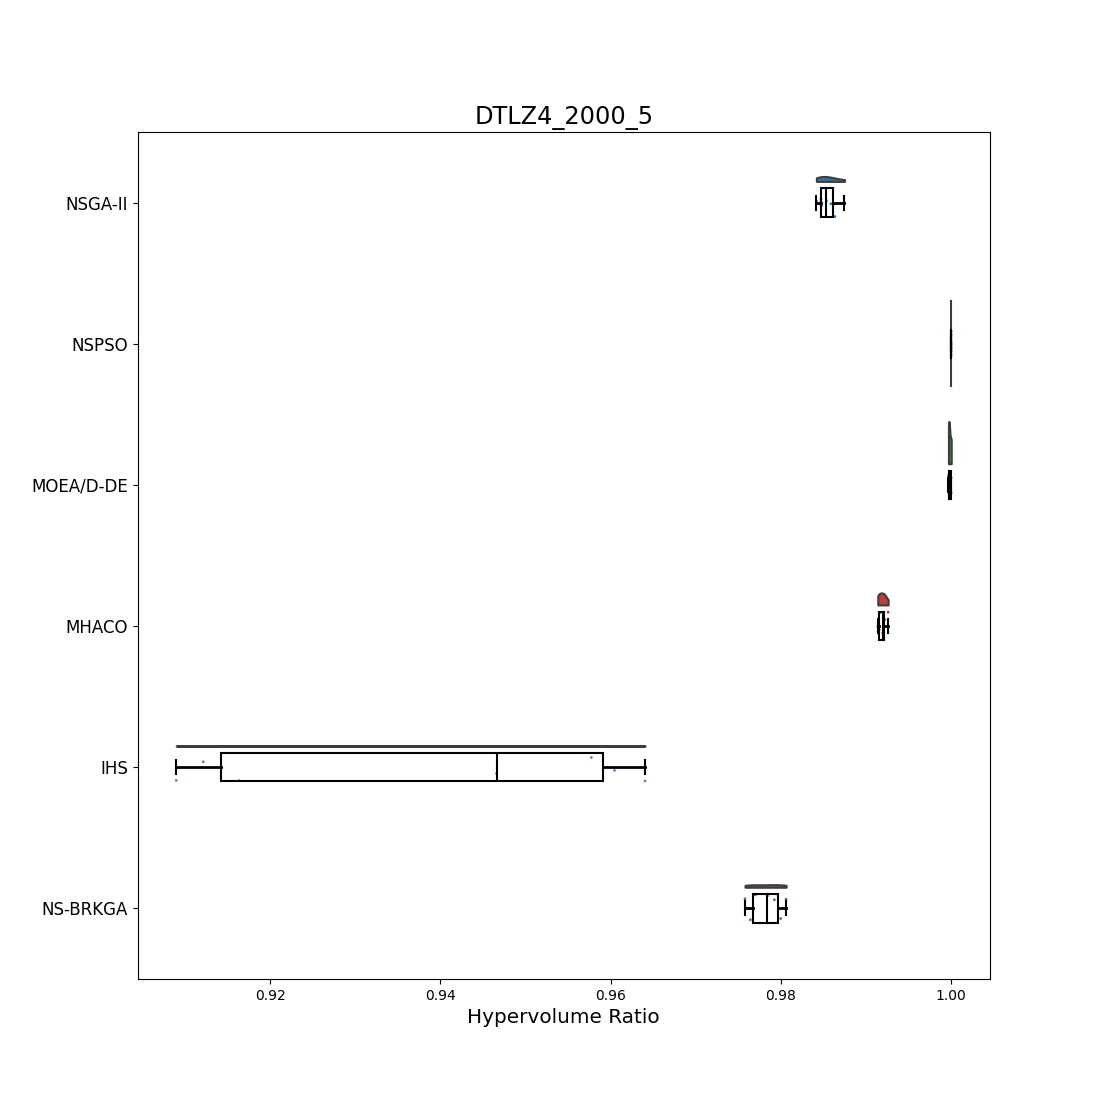 DTLZ4_2000_5
NSGA-II
NSPSO
MOEA/D-DE
MHACO
IHS
NS-BRKGA
0.92 0.94 0.96 0.98 1.00
Hypervolume Ratio